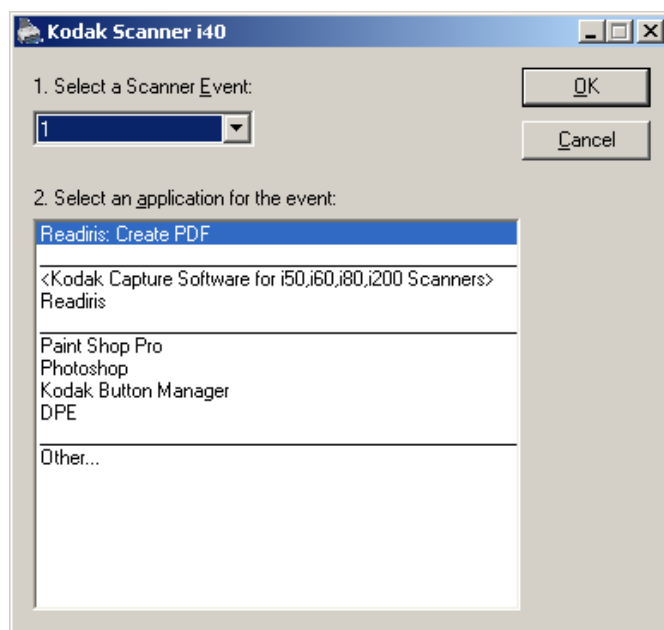 Kodak Scanner i40
1. Select a Scanner Event:
OK
1
Cancel
2. Select an application for the event:
Readiris: Create PDF
<Kodak Capture Software for i50,i60,i80,i200 Scanners>
Readiris
Paint Shop Pro
Photoshop
Kodak Button Manager
DPE
Other...